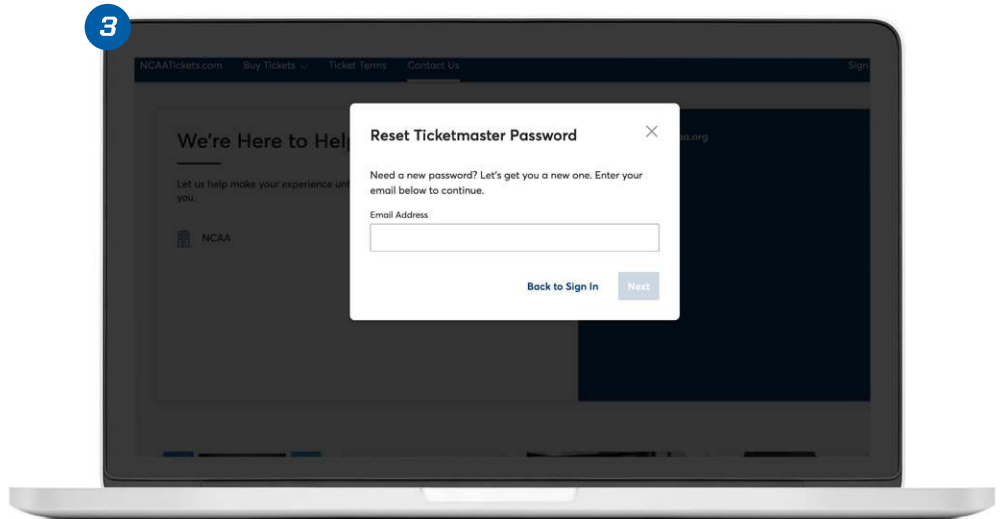 3
NCAATickets.com Buy Tickets Ticket Terms Contact Us Sign
We're Here to Hel
Reset Ticketmaster Password
Let us help make your experience
you.
Need a new password? Let's get you a new one. Enter your
email below to continue.
Email Address
NCAA
Back to Sign In Next